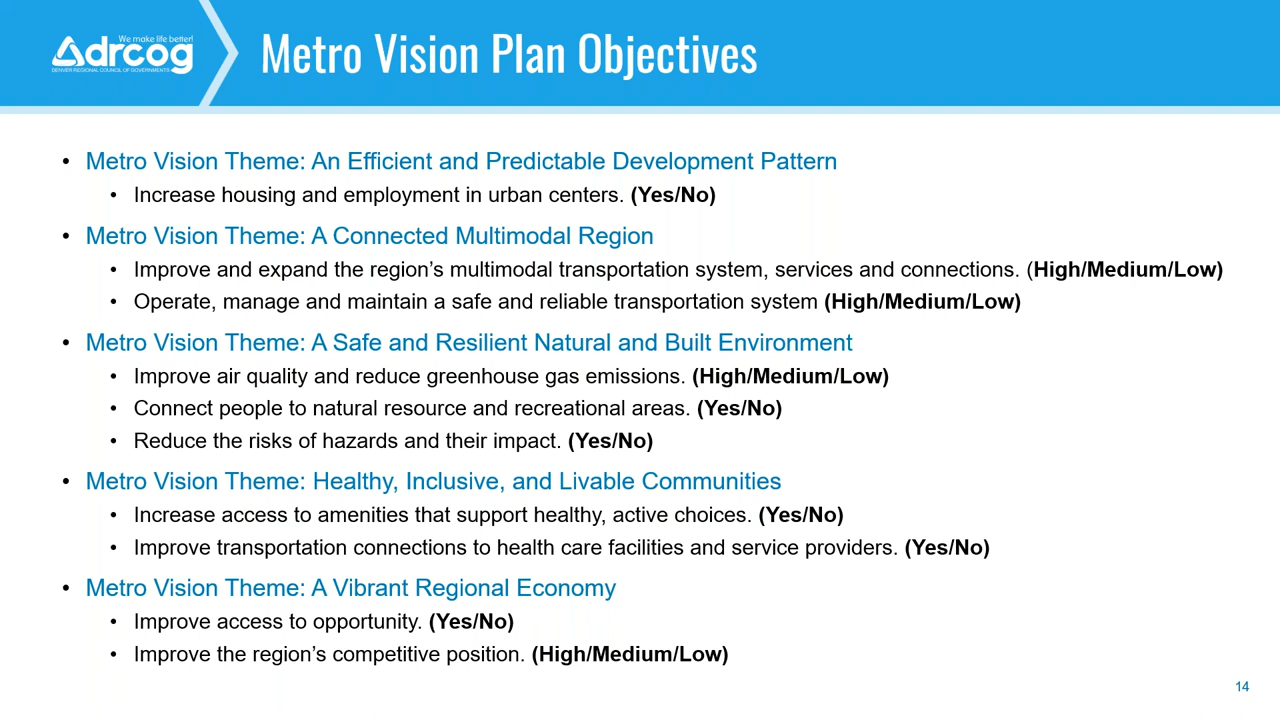 We make life better!
drcog
DENVER REGIONAL COUNCIL OF GOVERNMENTS
Metro Vision Plan Objectives
• Metro Vision Theme: An Efficient and Predictable Development Pattern
• Increase housing and employment in urban centers. (Yes/No)
• Metro Vision Theme: A Connected Multimodal Region
• Improve and expand the region’s multimodal transportation system, services and connections. (High/Medium/Low)
• Operate, manage and maintain a safe and reliable transportation system (High/Medium/Low)
• Metro Vision Theme: A Safe and Resilient Natural and Built Environment
• Improve air quality and reduce greenhouse gas emissions. (High/Medium/Low)
• Connect people to natural resource and recreational areas. (Yes/No)
• Reduce the risks of hazards and their impact. (Yes/No)
• Metro Vision Theme: Healthy, Inclusive, and Livable Communities
• Increase access to amenities that support healthy, active choices. (Yes/No)
• Improve transportation connections to health care facilities and service providers. (Yes/No)
• Metro Vision Theme: A Vibrant Regional Economy
• Improve access to opportunity. (Yes/No)
• Improve the region’s competitive position. (High/Medium/Low)
14